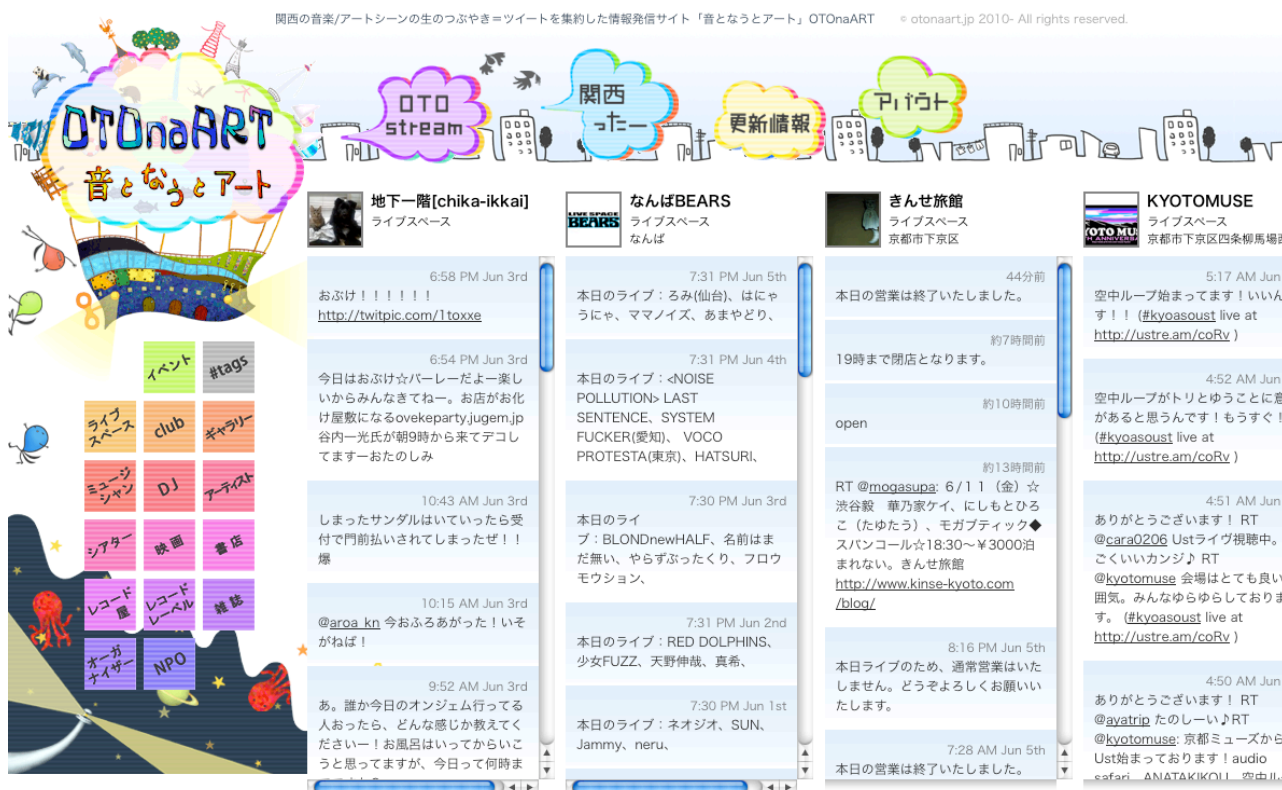 関西の音楽/アートシーンの生のつぶやき＝ツイートを集約した情報発信サイト「音となうとアート」OTOnaART
© otonaart.jp 2010- All rights reserved.
OTOnaART
音となうとアート
OTO
stream
関西
ったー
更新情報
アバウト
イベント
#tags
ライブ
スペース
club
ギャラリー
ミュージ
シャン
DJ
アーティスト
シアター
映画
書店
レコード
屋
レコード
レーベル
雑誌
オーガ
ナイザー
NPO
地下一階[chika-ikkai]
ライブスペース
6:58 PM Jun 3rd
おぶけ！！！！！！
http://twitpic.com/1toxxe
6:54 PM Jun 3rd
今日はおぶけ☆パーレーだよー楽し
いからみんなきてねー。お店がお化
け屋敷になるovekeparty.jugem.jp
谷内一光氏が朝9時から来てデコし
てますーおたのしみ
10:43 AM Jun 3rd
しまったサンダルはいていったら受
付で門前払いされてしまったぜ！！
爆
10:15 AM Jun 3rd
@aroa_kn 今おふろあがった！いそ
がねば！
9:52 AM Jun 3rd
あ。誰か今日のオンジェム行ってる
人おったら、どんな感じか教えてく
ださいー！お風呂はいってからいこ
うと思ってますが、今日って何時ま
LIVE SPACE
BEARS
なんばBEARS
ライブスペース
なんば
7:31 PM Jun 5th
本日のライブ：ろみ(仙台)、はにゃ
うにゃ、ママノイズ、あまやどり、
7:31 PM Jun 4th
本日のライブ：<NOISE
POLLUTION> LAST
SENTENCE、SYSTEM
FUCKER(愛知)、 VOCO
PROTESTA(東京)、HATSURI、
7:30 PM Jun 3rd
本日のライ
ブ：BLONDnewHALF、名前はま
だ無い、やらずぶったくり、フロウ
モウション、
7:31 PM Jun 2nd
本日のライブ：RED DOLPHINS、
少女FUZZ、天野伸哉、真希、
7:30 PM Jun 1st
本日のライブ：ネオジオ、SUN、
Jammy、neru、
きんせ旅館
ライブスペース
京都市下京区
44分前
本日の営業は終了いたしました。
約7時間前
19時まで閉店となります。
約10時間前
open
約13時間前
RT @mogasupa: ６/１１（金）☆
渋谷毅　華乃家ケイ、にしもとひろ
こ（たゆたう）、モガブティック◆
スパンコール☆18:30〜￥3000泊
まれない。きんせ旅館
http://www.kinse-kyoto.com
/blog/
8:16 PM Jun 5th
本日ライブのため、通常営業はいた
しません。どうぞよろしくお願いい
たします。
7:28 AM Jun 5th
本日の営業は終了いたしました。
KYOTOMUSE
ライブスペース
京都市下京区四条柳馬場
5:17 AM Jun
空中ループ始まってます！いいん
す！！ (#kyoasoust live at
http://ustre.am/coRv )
4:52 AM Jun
空中ループがトリとゆうことに意
があると思うんです！もうすぐ！
(#kyoasoust live at
http://ustre.am/coRv )
4:51 AM Jun
ありがとうございます！ RT
@cara0206 Ustライヴ視聴中。
ごくいいカンジ♪ RT
@kyotomuse 会場はとても良い
囲気。みんなゆらゆらしておりま
す。 (#kyoasoust live at
http://ustre.am/coRv )
4:50 AM Jun
ありがとうございます！ RT
@ayatrip たのしーい♪RT
@kyotomuse: 京都ミューズから
Ust始まっております！audio
safari、ANATAKIKOU、空中ル